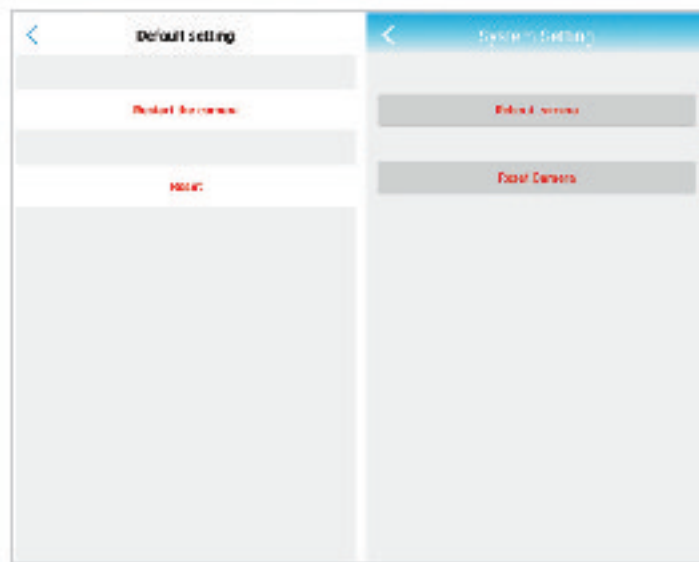 Default setting
Restart the camera
Reset
System Setting
Reboot camera
Reset Camera